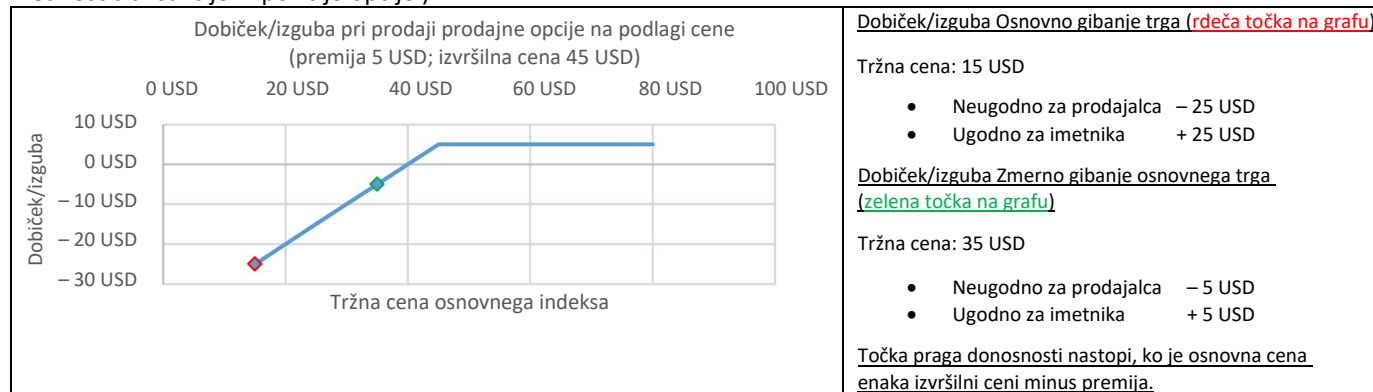 Dobiček/izguba pri prodaji prodajne opcije na podlagi cene
(premija 5 USD; izvršilna cena 45 USD)
0 USD 20 USD 40 USD 60 USD 80 USD 100 USD
10 USD
0 USD
– 10 USD
– 20 USD
– 30 USD
Dobiček/izguba
Tržna cena osnovnega indeksa
Dobiček/izguba Osnovno gibanje trga (rdeča točka na grafu)
Tržna cena: 15 USD
• Neugodno za prodajalca – 25 USD
• Ugodno za imetnika + 25 USD
Dobiček/izguba Zmerno gibanje osnovnega trga
(zelena točka na grafu)
Tržna cena: 35 USD
• Neugodno za prodajalca – 5 USD
• Ugodno za imetnika + 5 USD
Točka praga donosnosti nastopi, ko je osnovna cena
enaka izvršilni ceni minus premija.